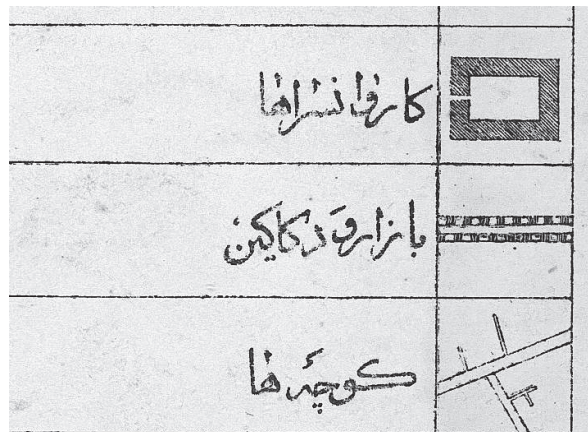 کاروانسراها
بازار و دکاکین
کوچه ها